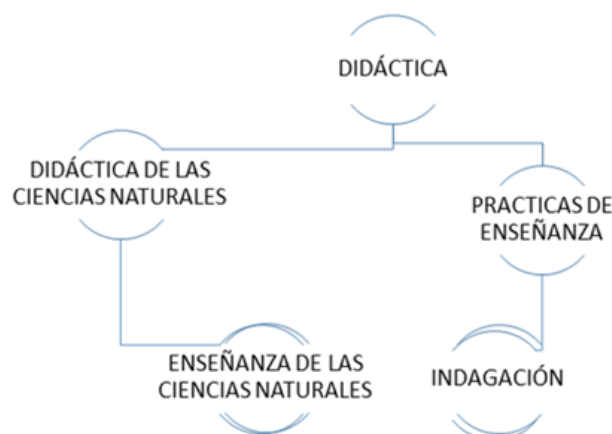 DIDÁCTICA
DIDÁCTICA DE LAS
CIENCIAS NATURALES
PRACTICAS DE
ENSEÑANZA
ENSEÑANZA DE LAS
CIENCIAS NATURALES
INDAGACIÓN